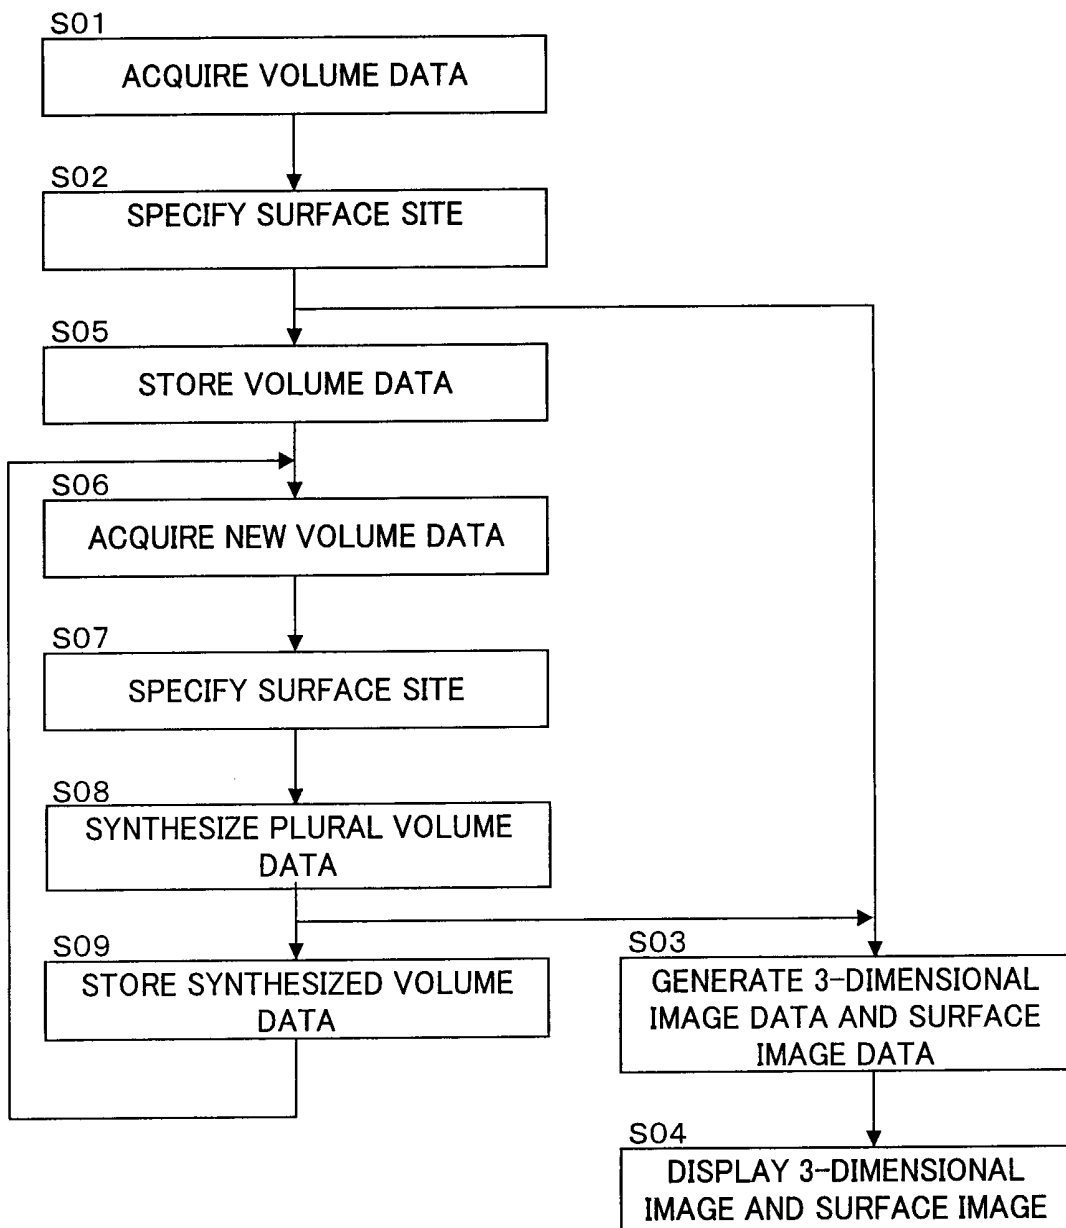 S01
ACQUIRE VOLUME DATA
S02
SPECIFY SURFACE SITE
S05
STORE VOLUME DATA
S06
ACQUIRE NEW VOLUME DATA
S07
SPECIFY SURFACE SITE
S08
SYNTHESIZE PLURAL VOLUME
DATA
S09
STORE SYNTHESIZED VOLUME
DATA
S03
GENERATE 3-DIMENSIONAL
IMAGE DATA AND SURFACE
IMAGE DATA
S04
DISPLAY 3-DIMENSIONAL
IMAGE AND SURFACE IMAGE